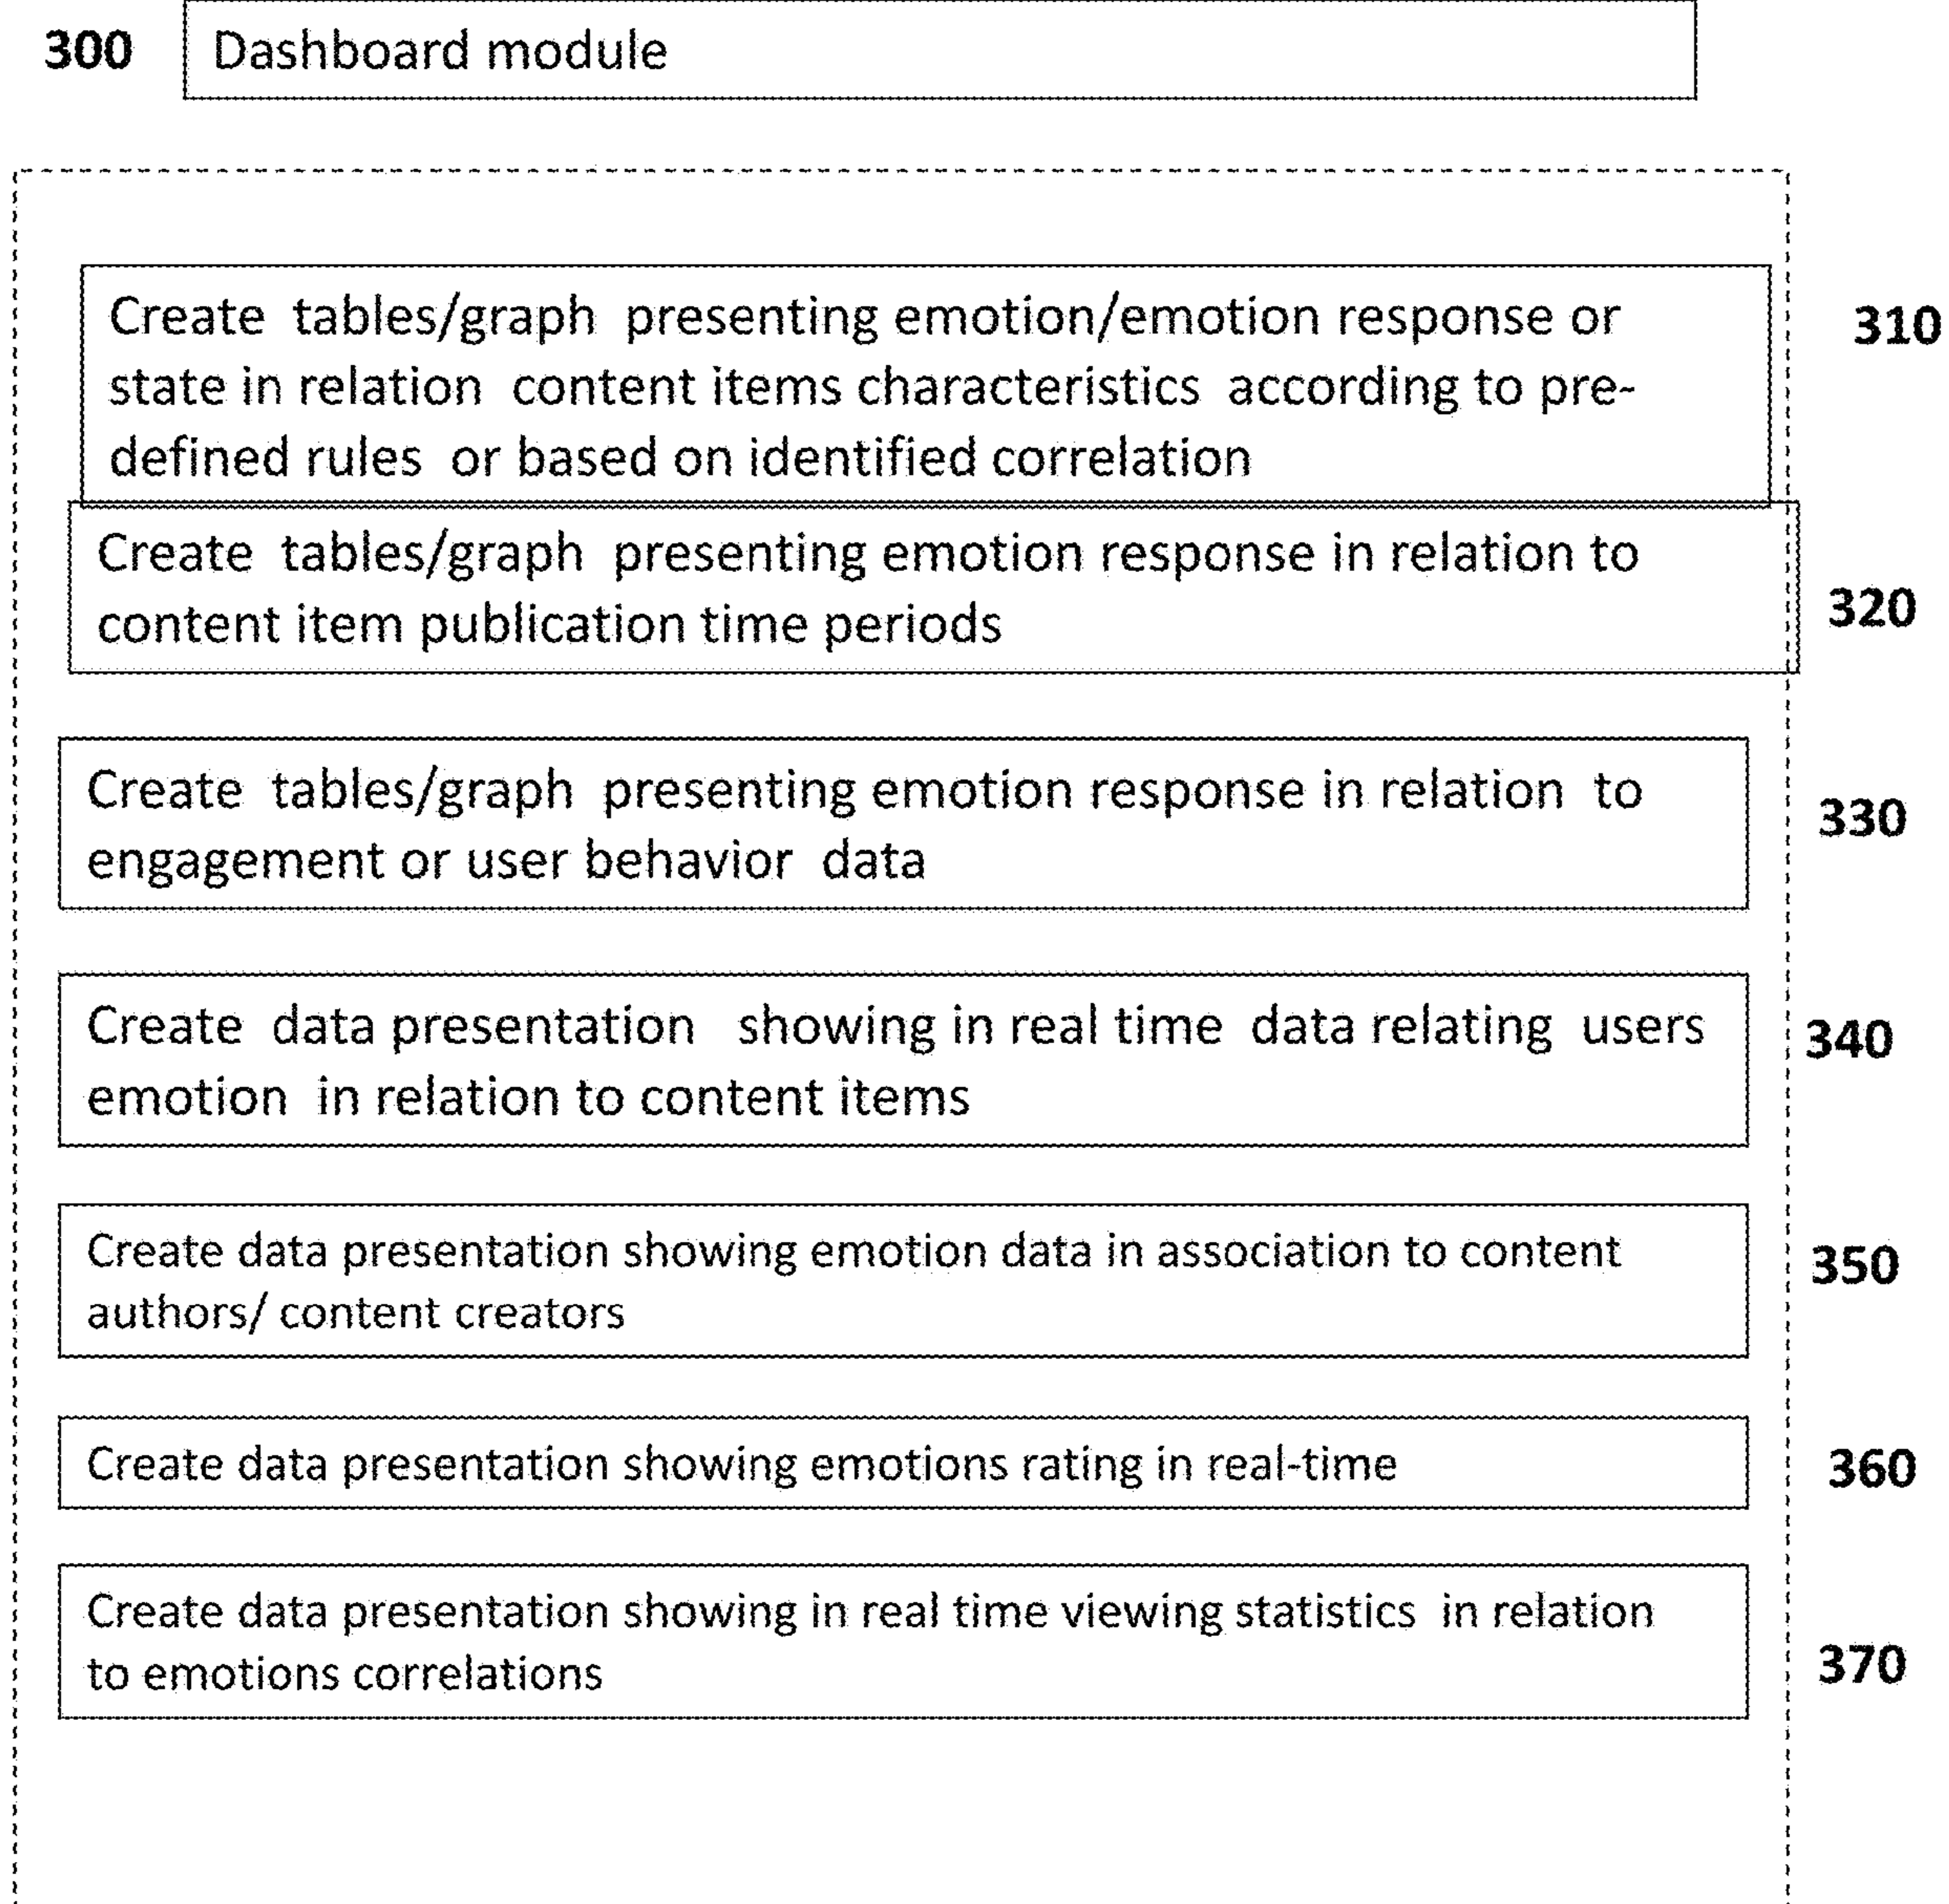 300 Dashboard module
Create tables/graph presenting emotion/emotion response or
310
state in relation content items characteristics according to pre-
defined rules or based on identified correlation
Create tables/graph presenting emotion response in relation to
320
content item publication time periods
Create tables/graph presenting emotion response in relation to
330
engagement or user behavior data
Create data presentation showing in real time data relating users
340
emotion in relation to content items
Create data presentation showing emotion data in association to content
350
authors/ content creators
Create data presentation showing emotions rating in real-time
360
Create data presentation showing in real time viewing statistics in relation
to emotions correlations
370